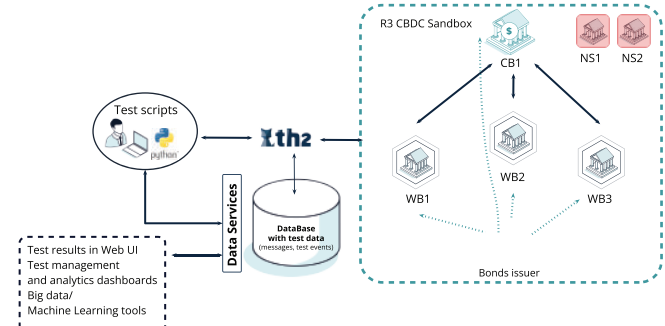 R3 CBDC Sandbox
$
CB1
NS1
NS2
Test scripts
python
th2
WB1
WB2
WB3
Data Services
DataBase
with test data
(messages, test events)
Test results in Web UI
Test management
and analytics dashboards
Big data/
Machine Learning tools
Bonds issuer